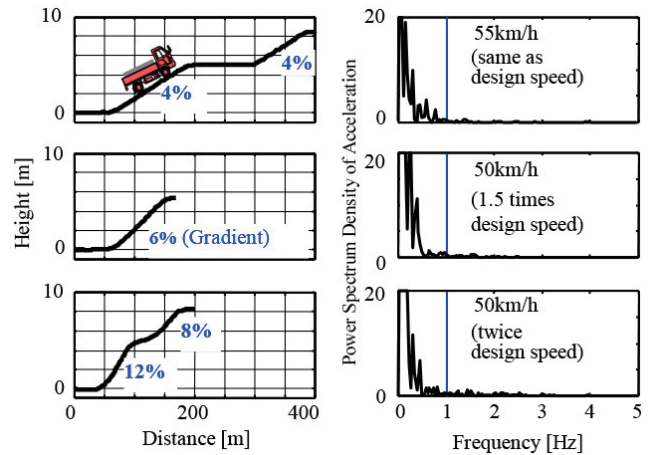 10
0
4%
4%
10
0
6% (Gradient)
10
0
12%
8%
0
200
400
Height [m]
Distance [m]
20
0
55km/h
(same as
design speed)
20
0
50km/h
(1.5 times
design speed)
20
0
50km/h
(twice
design speed)
0
1
2
3
4
5
Power Spectrum Density of Acceleration
Frequency [Hz]